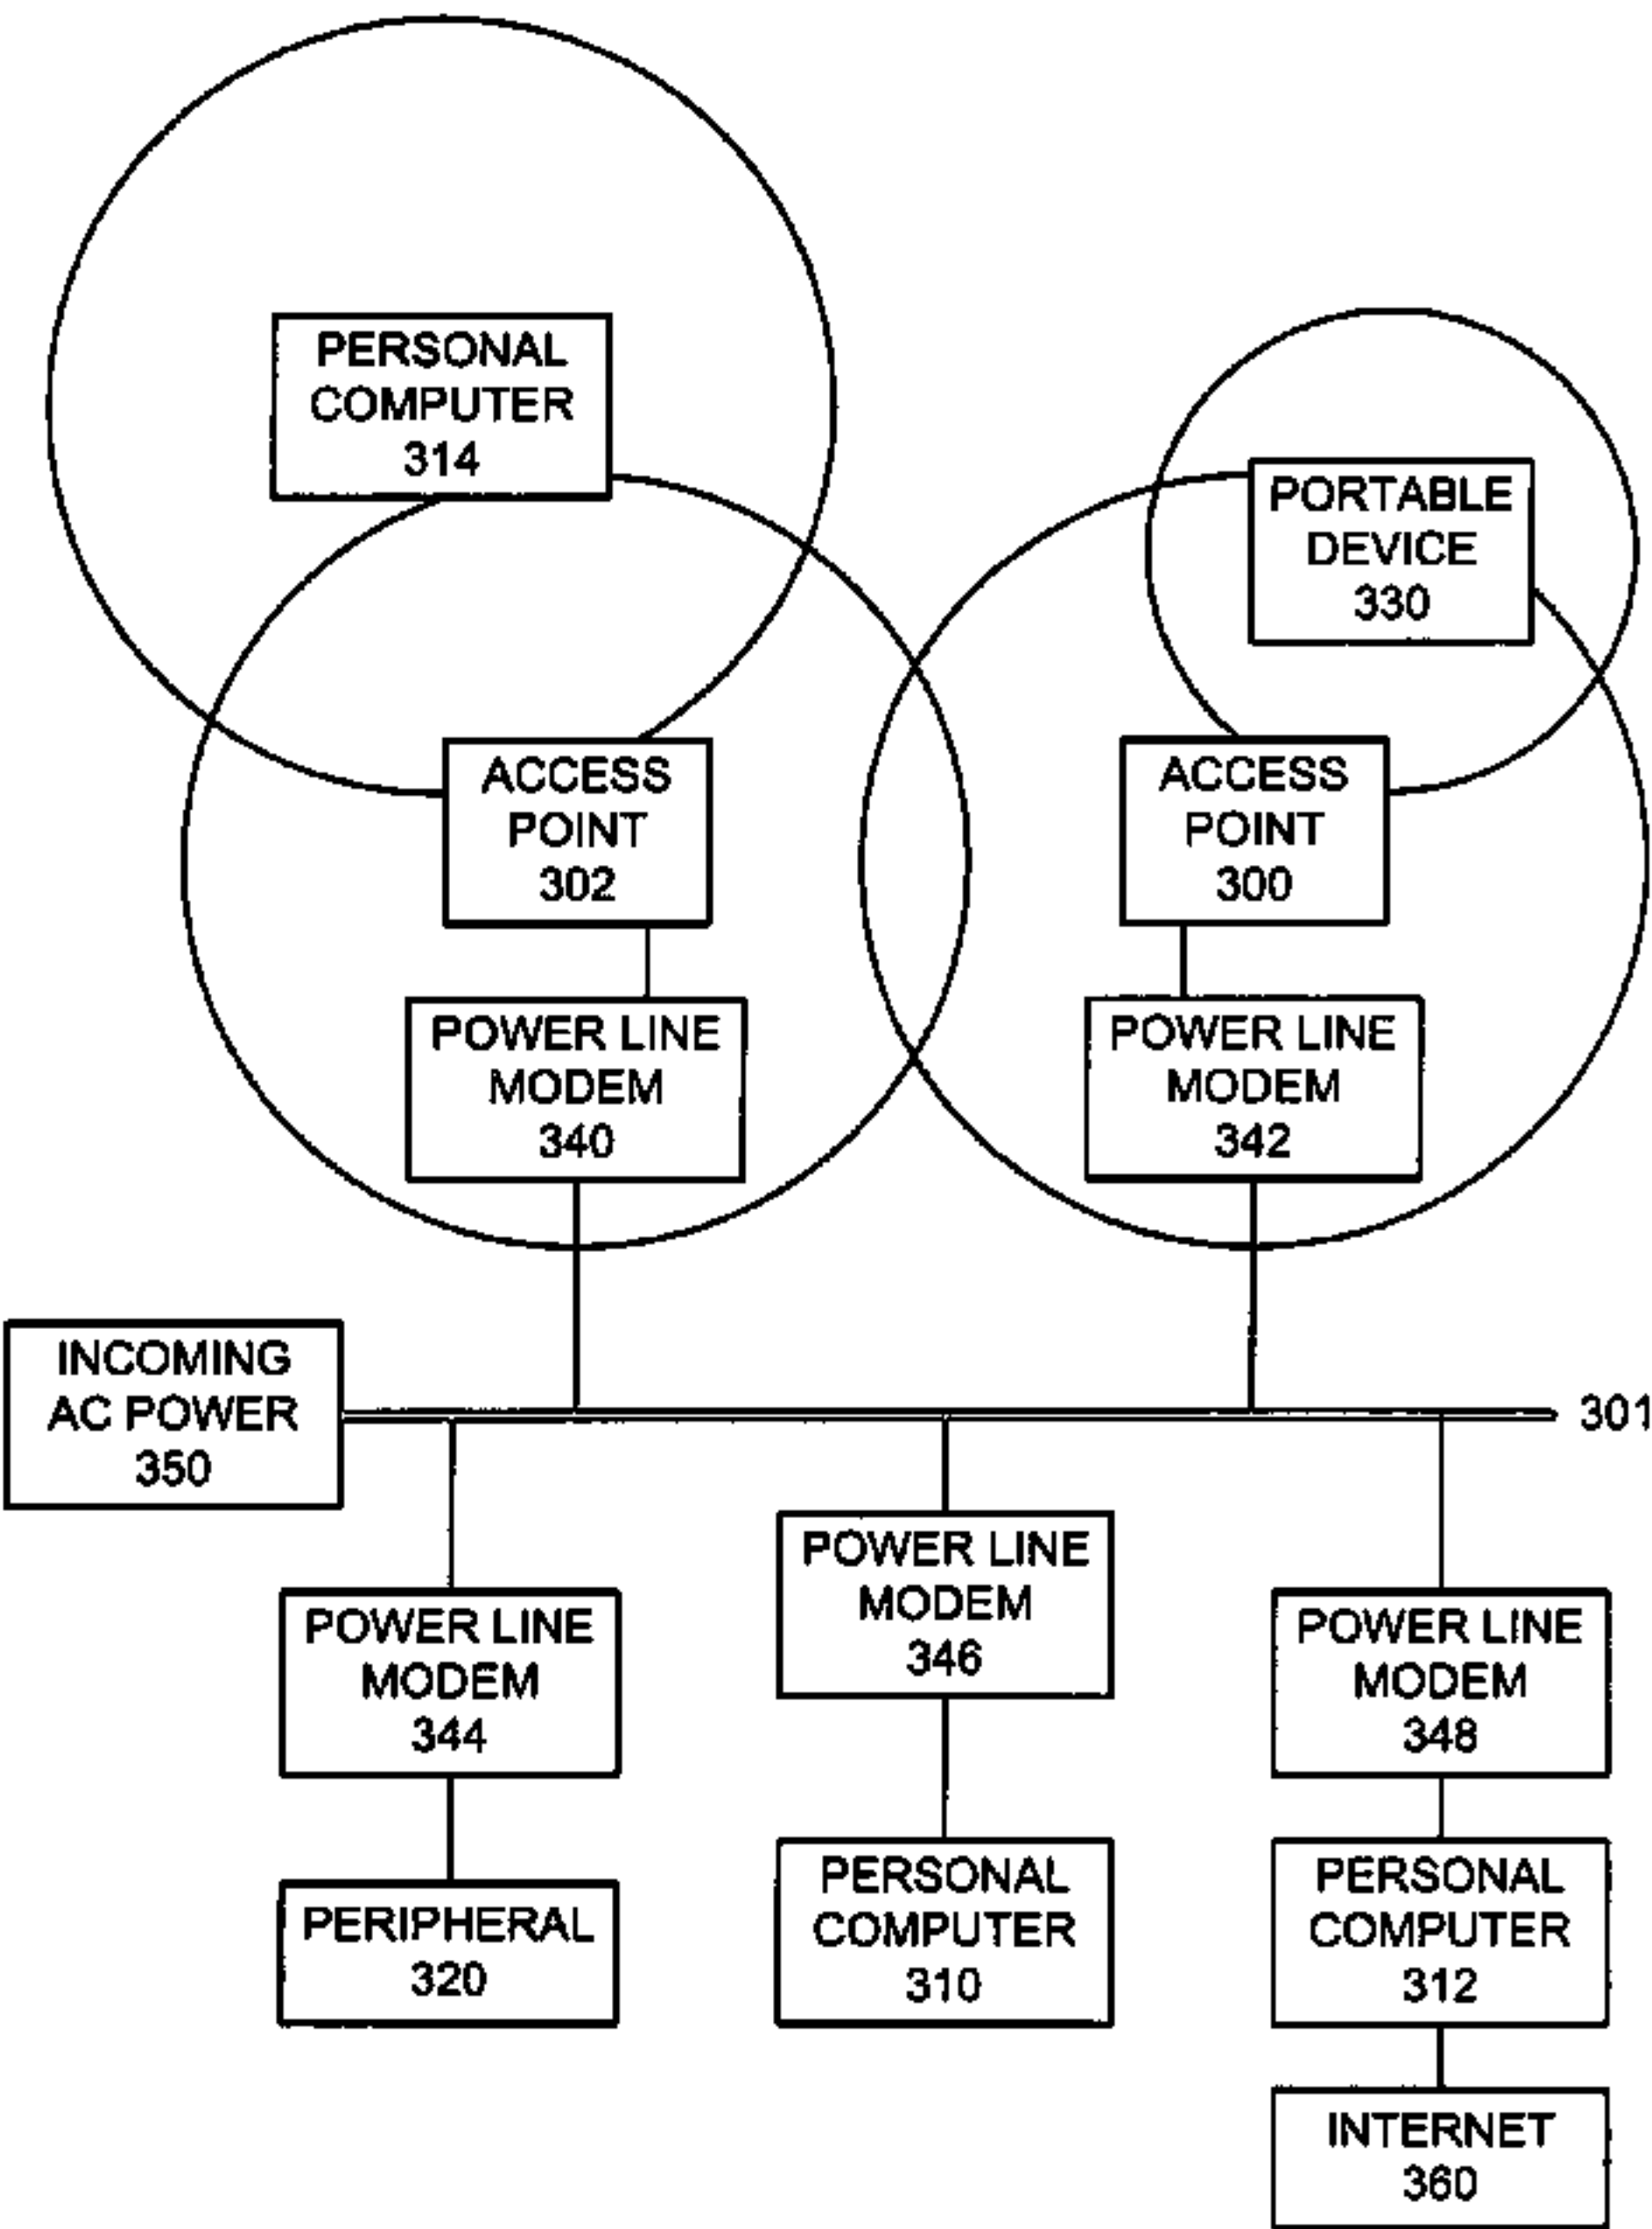 PERSONAL
COMPUTER
314
PORTABLE
DEVICE
330
ACCESS
POINT
302
ACCESS
POINT
300
POWER LINE
MODEM
340
POWER LINE
MODEM
342
INCOMING
AC POWER
350
301
POWER LINE
MODEM
344
POWER LINE
MODEM
346
POWER LINE
MODEM
348
PERIPHERAL
320
PERSONAL
COMPUTER
310
PERSONAL
COMPUTER
312
INTERNET
360